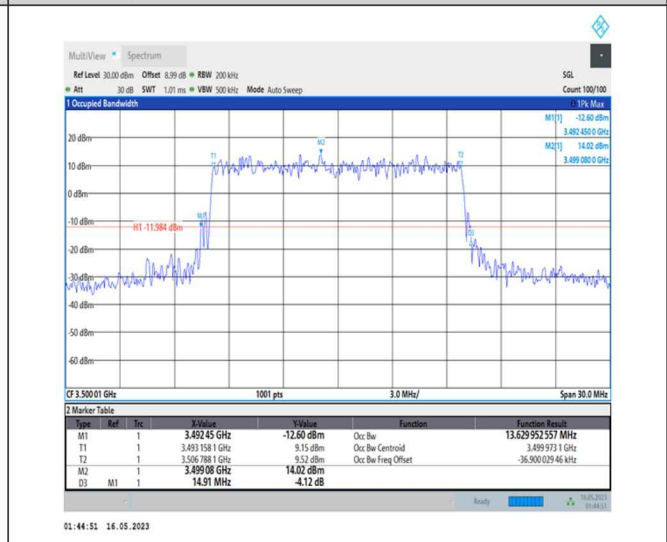 MultiView Spectrum
Ref Level 30.00 dBm Offset 8.99 dB RBW 200 kHz SGL
Att 30 dB SWT 1.01 ms VBW 500 kHz Mode Auto Sweep Count 100/100
1 Occupied Bandwidth 1Pk Max
M1[1] -12.60 dBm
3.492 450 0 GHz
20 dBm M2[1] 14.02 dBm
3.499 080 0 GHz
M2
T1 T2
10 dBm
0 dBm
M1
-10 dBm
H1 -11.984 dBm
D3
-20 dBm
-30 dBm
-40 dBm
-50 dBm
-60 dBm
CF 3.500 01 GHz 1001 pts 3.0 MHz/ Span 30.0 MHz
2 Marker Table
Type Ref Trc X-Value Y-Value Function Function Result
M1 1 3.492 45 GHz -12.60 dBm Occ Bw 13.629 952 557 MHz
T1 1 3.493 158 1 GHz 9.15 dBm Occ Bw Centroid 3.499 973 1 GHz
T2 1 3.506 788 1 GHz 9.52 dBm Occ Bw Freq Offset -36.900 029 46 kHz
M2 1 3.499 08 GHz 14.02 dBm
D3 M1 1 14.91 MHz -4.12 dB
Ready 16.05.2023
01:44:51
01:44:51 16.05.2023